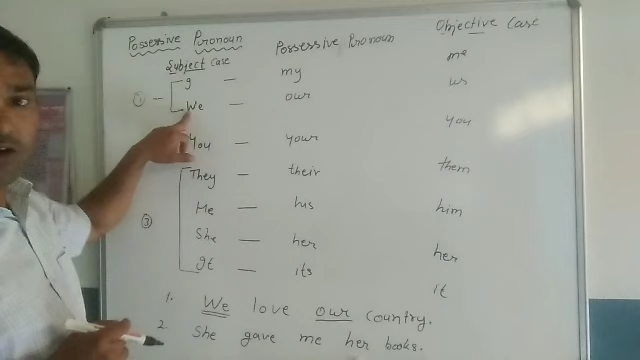 Possessive Pronoun Possessive Pronoun Objective Case
Subject Case
① I — my me
We — our us
You — your you
③ They — their them
He — his him
She — her her
It — its it
1. We love our country.
2. She gave me her books.